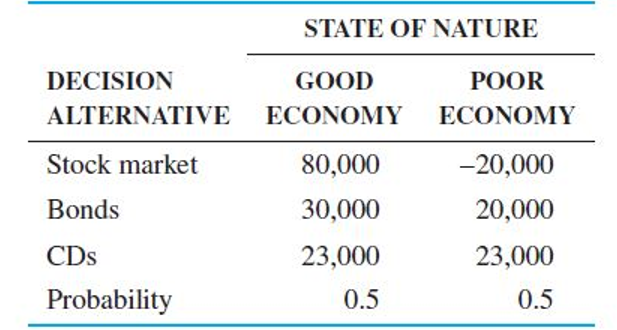 STATE OF NATURE
DECISION ALTERNATIVE GOOD ECONOMY POOR ECONOMY
Stock market 80,000 –20,000
Bonds 30,000 20,000
CDs 23,000 23,000
Probability 0.5 0.5